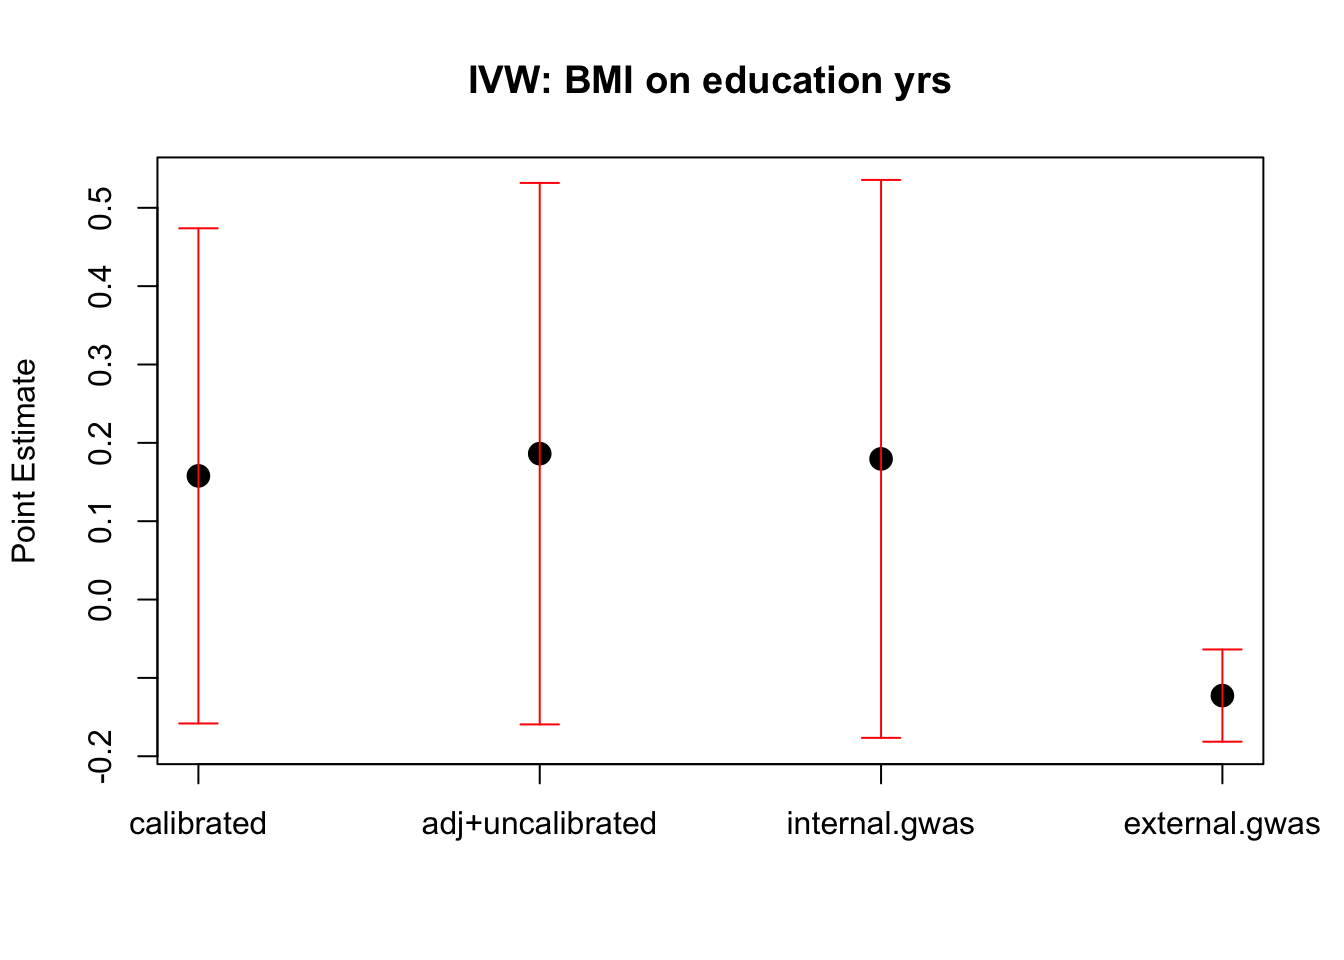 IVW: BMI on education yrs
Point Estimate
0.5
0.4
0.3
0.2
0.1
0.0
-0.2
calibrated adj+uncalibrated internal.gwas external.gwas